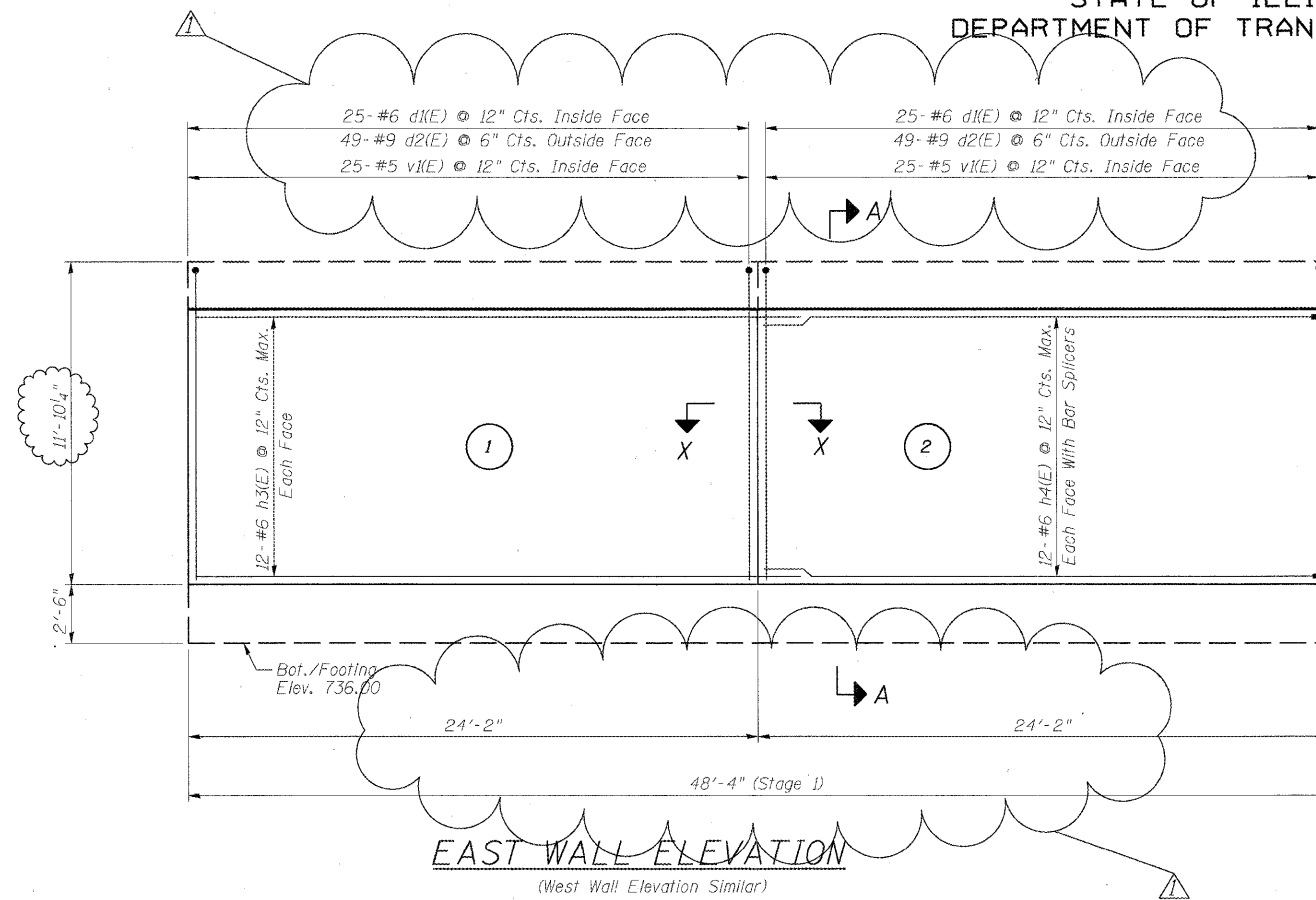 STATE OF ILLI
DEPARTMENT OF TRAN
1
25-#6 d1(E) @ 12" Cts. Inside Face
49-#9 d2(E) @ 6" Cts. Outside Face
25-#5 v1(E) @ 12" Cts. Inside Face
25-#6 d1(E) @ 12" Cts. Inside Face
49-#9 d2(E) @ 6" Cts. Outside Face
25-#5 v1(E) @ 12" Cts. Inside Face
A
11'-10¼"
12-#6 h3(E) @ 12" Cts. Max.
Each Face
1
X
X
2
12-#6 h4(E) @ 12" Cts. Max.
Each Face With Bar Splicers
2'-6"
Bot./Footing
Elev. 736.00
A
24'-2"
24'-2"
48'-4" (Stage 1)
EAST WALL ELEVATION
(West Wall Elevation Similar)
1